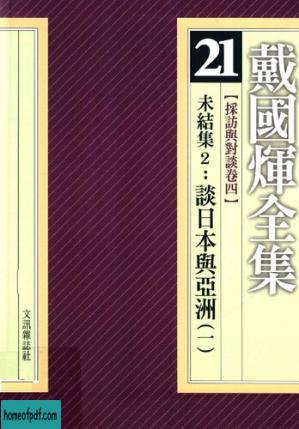 戴國煇全集
21
【採訪與對談卷四】
未結集2：談日本與亞洲（一）
文訊雜誌社
homeofpdf.com